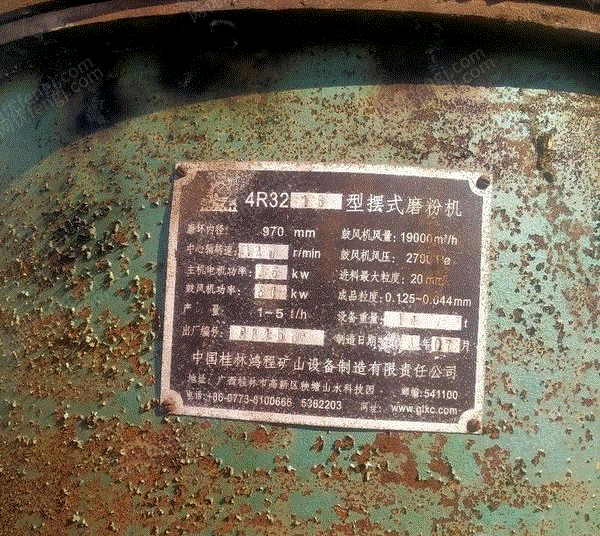 4R32 型摆式磨粉机
磨环内径: 970 mm 鼓风机风量: 19000m³/h
中心轴转速: r/min 鼓风机风压: 2700 Pa
主机电机功率: kw 进料最大粒度: 20 mm
鼓风机功率: kw 成品粒度: 0.125-0.044mm
产 量: 1-5 t/h 设备重量: t
出厂编号: 制造日期: 年 月
中国桂林鸿程矿山设备制造有限责任公司
地址: 广西桂林市高新区秧塘山水科技园 邮编: 541100
电话: +86-0773-6100666 5362203 网址: www.glkc.com